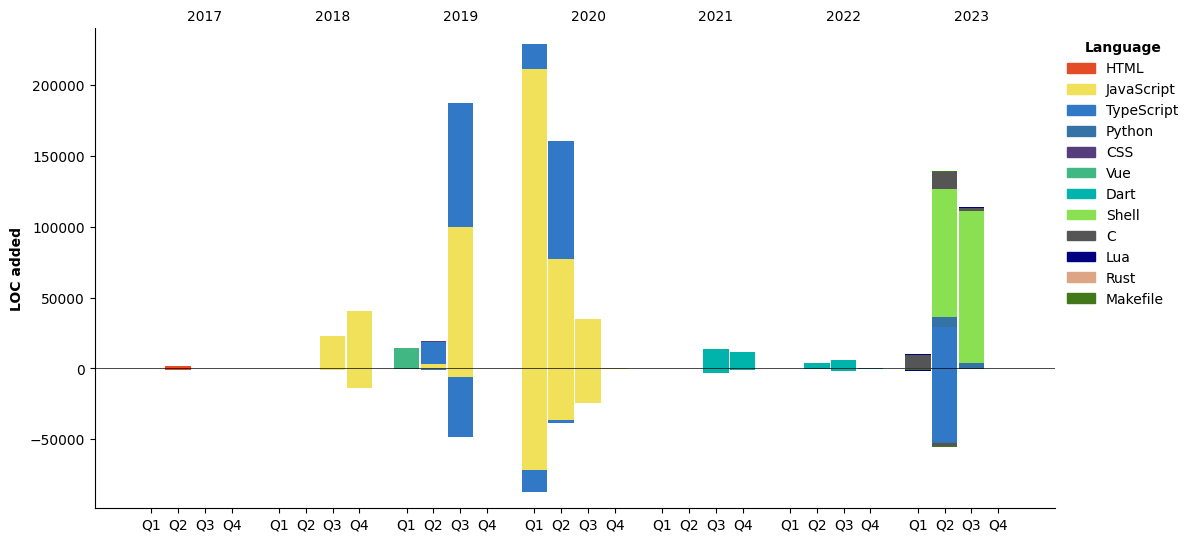 2017 2018 2019 2020 2021 2022 2023
LOC added
200000
150000
100000
50000
0
−50000
Q1 Q2 Q3 Q4 Q1 Q2 Q3 Q4 Q1 Q2 Q3 Q4 Q1 Q2 Q3 Q4 Q1 Q2 Q3 Q4 Q1 Q2 Q3 Q4 Q1 Q2 Q3 Q4
Language
HTML
JavaScript
TypeScript
Python
CSS
Vue
Dart
Shell
C
Lua
Rust
Makefile